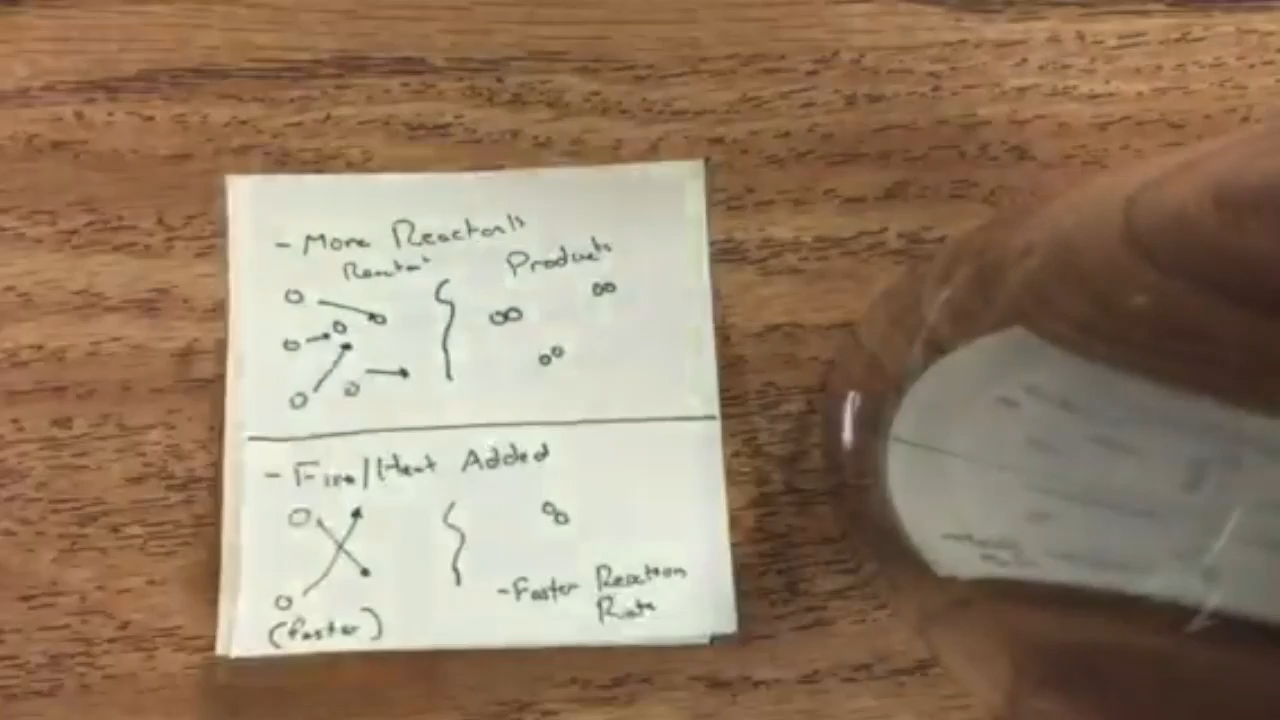 - More Reactants
Reactant
Products
- Fire/Heat Added
(faster)
- Faster Reaction
Rate